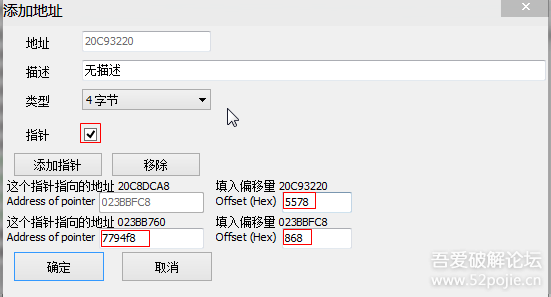 添加地址
地址 20C93220
描述 无描述
类型 4 字节
指针
添加指针 移除
这个指针指向的地址 20C8DCA8 填入偏移量 20C93220
Address of pointer 023BBFC8 Offset (Hex) 5578
这个指针指向的地址 023BB760 填入偏移量 023BBFC8
Address of pointer 7794f8 Offset (Hex) 868
确定 取消
吾爱破解论坛
www.52pojie.cn